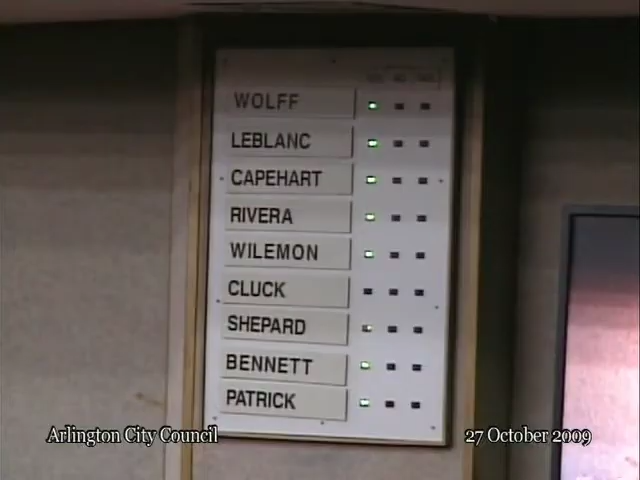 WOLFF
LEBLANC
CAPEHART
RIVERA
WILEMON
CLUCK
SHEPARD
BENNETT
PATRICK
Arlington City Council 27 October 2009